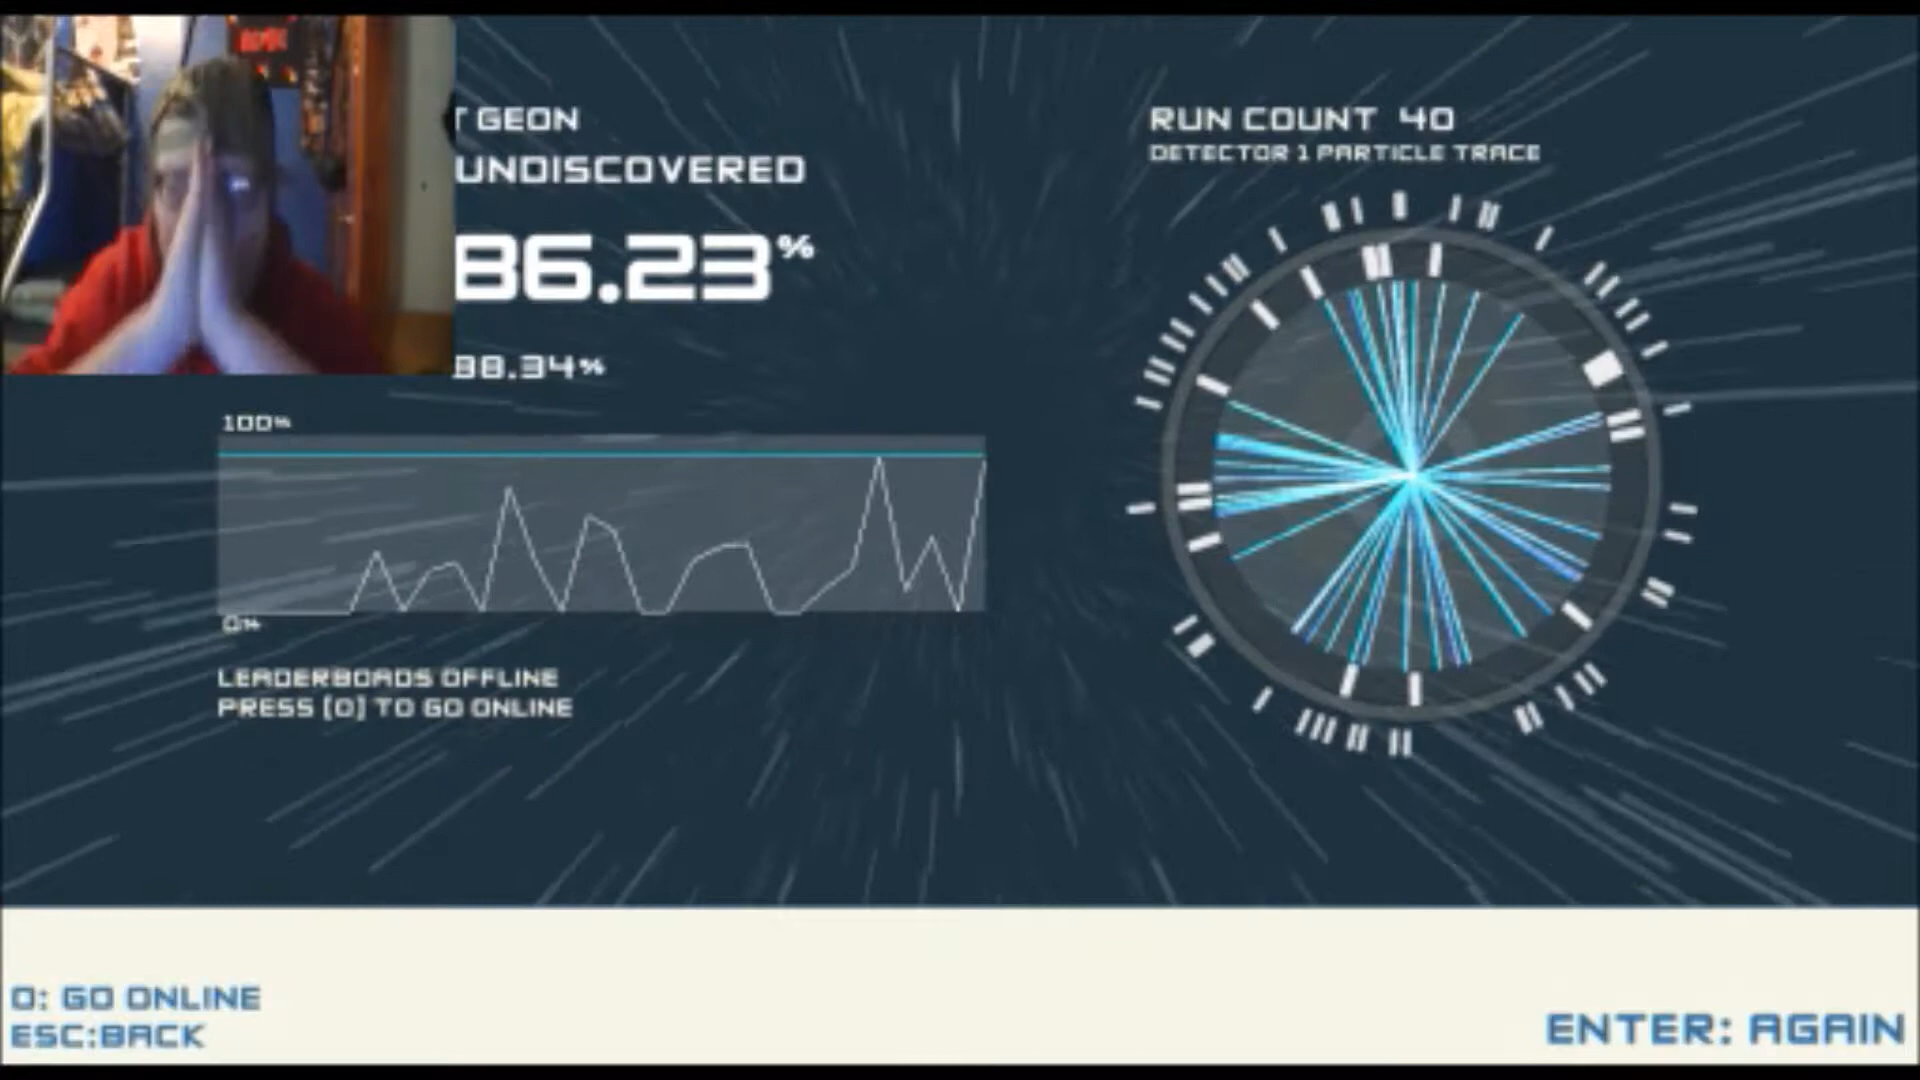 T GEON
UNDISCOVERED
86.23%
88.34%
100%
0%
LEADERBOARDS OFFLINE
PRESS [O] TO GO ONLINE
RUN COUNT 40
DETECTOR 1 PARTICLE TRACE
O: GO ONLINE
ESC:BACK
ENTER: AGAIN